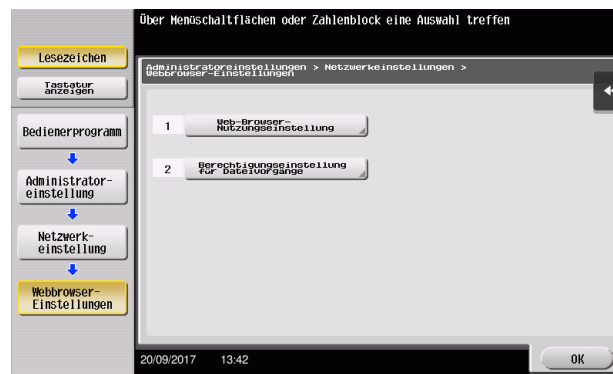 Über Menüschaltflächen oder Zahlenblock eine Auswahl treffen
Lesezeichen
Tastatur
anzeigen
Administratoreinstellungen > Netzwerkeinstellungen >
Webbrowser-Einstellungen
Bedienerprogramm
Administrator-
einstellung
Netzwerk-
einstellung
Webbrowser-
Einstellungen
1 Web-Browser-
Nutzungseinstellung
2 Berechtigungseinstellung
für Dateivorgänge
20/09/2017 13:42
OK